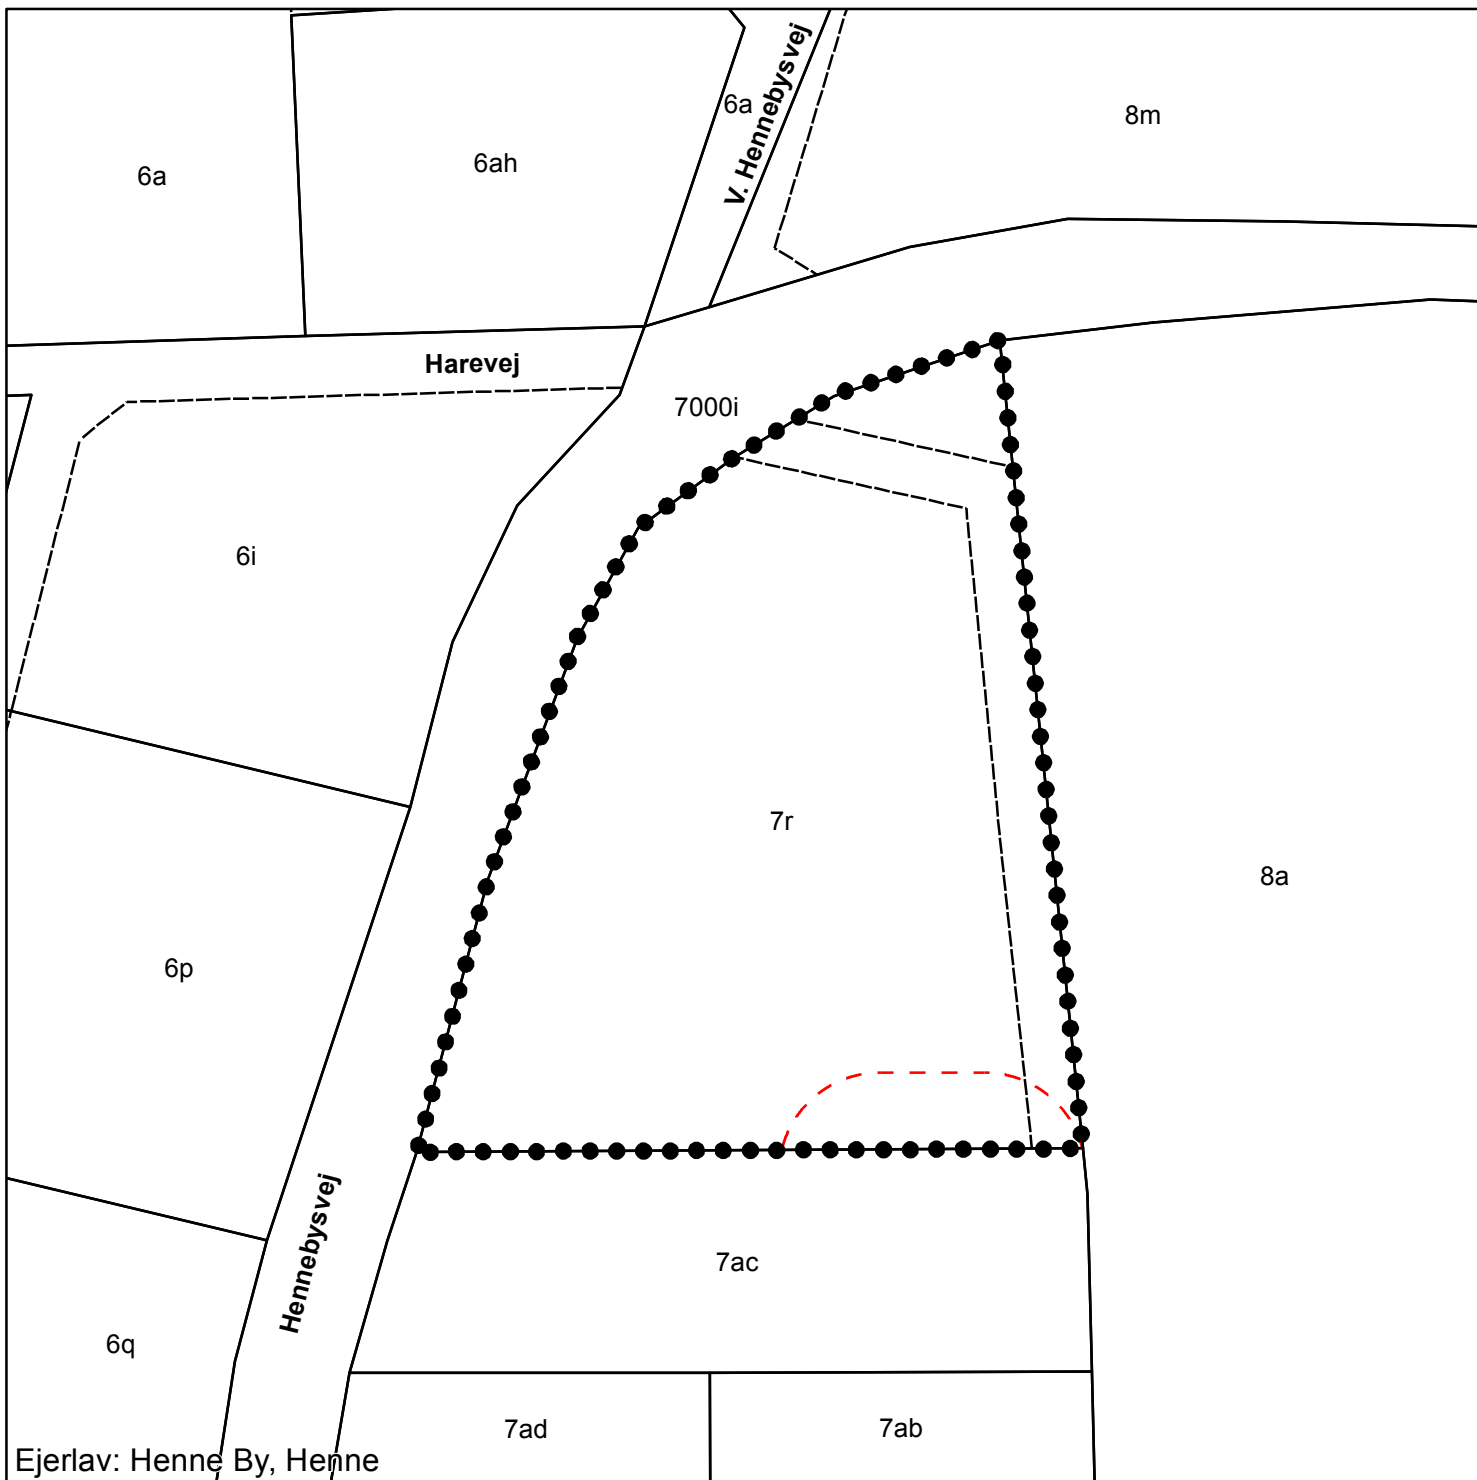 6a
V. Hennebysvej
8m
6ah
6a
Harevej
7000i
6i
7r
8a
6p
Hennebysvej
7ac
6q
7ad
7ab
Ejerlav: Henne By, Henne